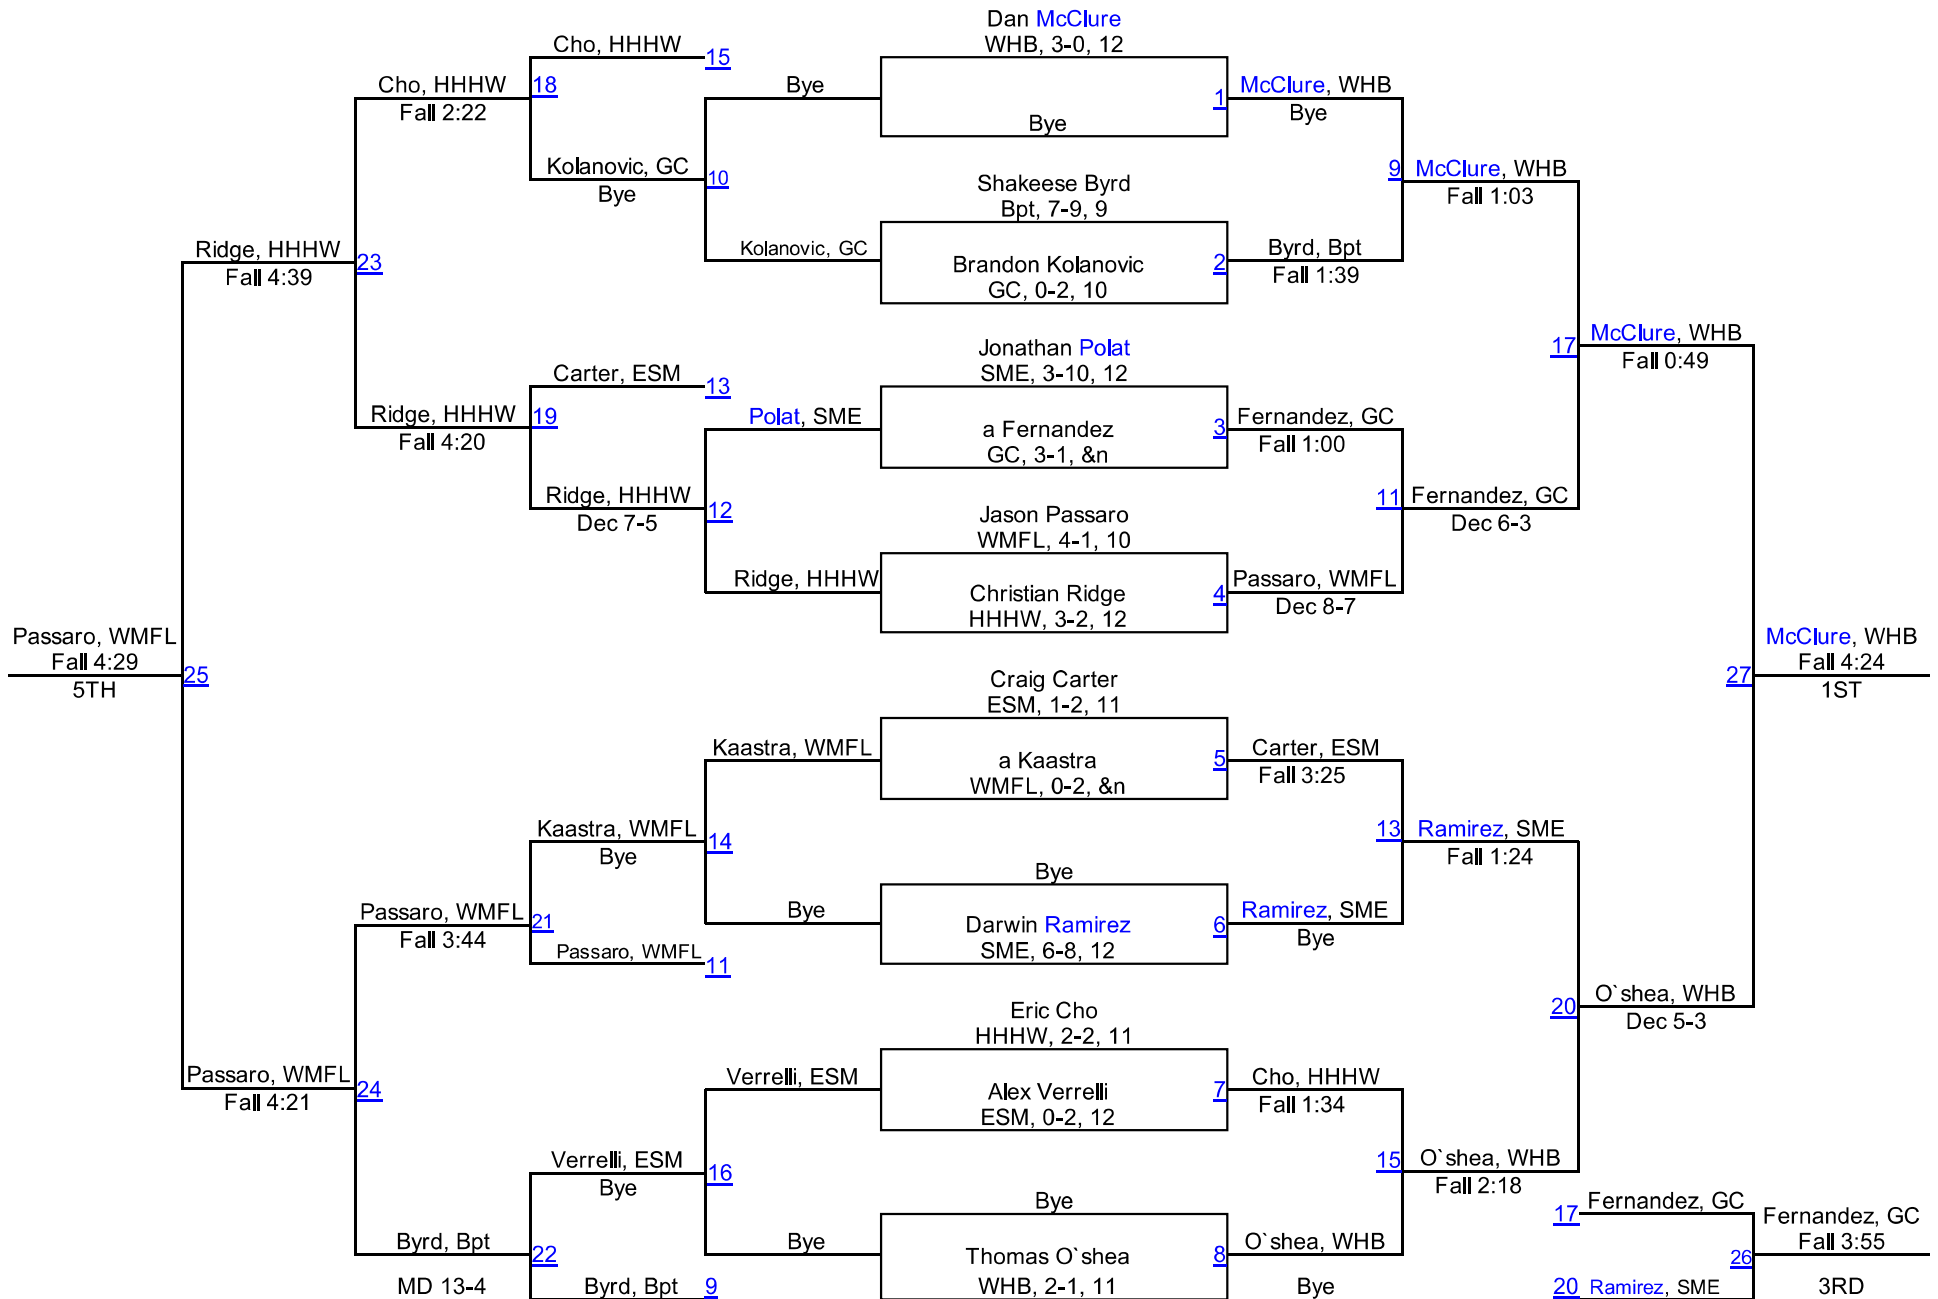 Dan McClure
WHB, 3-0, 12
Cho, HHHW
15
Cho, HHHW
18
Fall 2:22
Bye
1
McClure, WHB
Bye
Bye
Kolanovic, GC
10
Bye
Shakeese Byrd
Bpt, 7-9, 9
9
McClure, WHB
Fall 1:03
Ridge, HHHW
23
Fall 4:39
Kolanovic, GC
Brandon Kolanovic
GC, 0-2, 10
2
Byrd, Bpt
Fall 1:39
Jonathan Polat
SME, 3-10, 12
17
McClure, WHB
Fall 0:49
Carter, ESM
13
Ridge, HHHW
19
Fall 4:20
Polat, SME
a Fernandez
GC, 3-1, &n
3
Fernandez, GC
Fall 1:00
Ridge, HHHW
12
Dec 7-5
Jason Passaro
WMFL, 4-1, 10
11
Fernandez, GC
Dec 6-3
Ridge, HHHW
Christian Ridge
HHHW, 3-2, 12
4
Passaro, WMFL
Dec 8-7
Passaro, WMFL
Fall 4:29
25
5TH
McClure, WHB
Fall 4:24
27
1ST
Craig Carter
ESM, 1-2, 11
Kaastra, WMFL
a Kaastra
WMFL, 0-2, &n
5
Carter, ESM
Fall 3:25
Kaastra, WMFL
14
Bye
13
Ramirez, SME
Fall 1:24
Bye
Passaro, WMFL
21
Fall 3:44
Bye
Darwin Ramirez
SME, 6-8, 12
6
Ramirez, SME
Bye
Passaro, WMFL
11
Eric Cho
HHHW, 2-2, 11
20
O`shea, WHB
Dec 5-3
Passaro, WMFL
24
Fall 4:21
Verrelli, ESM
Alex Verrelli
ESM, 0-2, 12
7
Cho, HHHW
Fall 1:34
Verrelli, ESM
16
Bye
15
O`shea, WHB
Fall 2:18
Bye
17
Fernandez, GC
Byrd, Bpt
22
MD 13-4
Bye
Thomas O`shea
WHB, 2-1, 11
8
O`shea, WHB
Bye
Fernandez, GC
Fall 3:55
26
3RD
Byrd, Bpt
9
20
Ramirez, SME